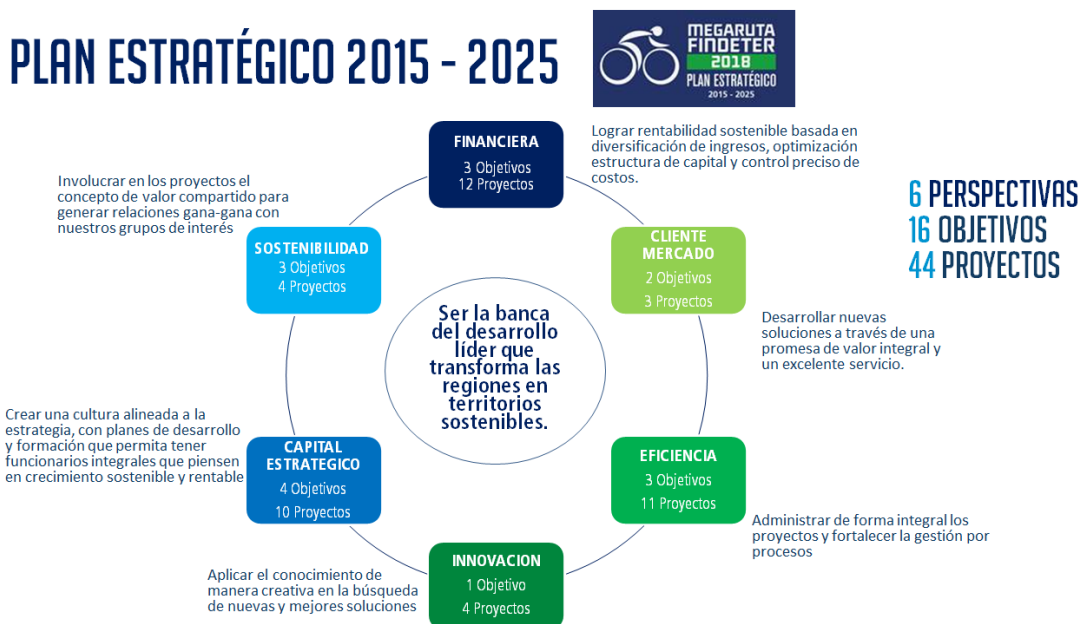 PLAN ESTRATÉGICO 2015 - 2025
MEGARUTA
FINDETER
2018
PLAN ESTRATÉGICO
2015 - 2025
FINANCIERA
3 Objetivos
12 Proyectos
Lograr rentabilidad sostenible basada en
diversificación de ingresos, optimización
estructura de capital y control preciso de
costos.
6 PERSPECTIVAS
16 OBJETIVOS
44 PROYECTOS
Involucrar en los proyectos el
concepto de valor compartido para
generar relaciones gana-gana con
nuestros grupos de interés
SOSTENIBILIDAD
3 Objetivos
4 Proyectos
CLIENTE
MERCADO
2 Objetivos
3 Proyectos
Desarrollar nuevas
soluciones a través de una
promesa de valor integral y
un excelente servicio.
Ser la banca
del desarrollo
líder que
transforma las
regiones en
territorios
sostenibles.
Crear una cultura alineada a la
estrategia, con planes de desarrollo
y formación que permita tener
funcionarios integrales que piensen
en crecimiento sostenible y rentable
CAPITAL
ESTRATEGICO
4 Objetivos
10 Proyectos
EFICIENCIA
3 Objetivos
11 Proyectos
Administrar de forma integral los
proyectos y fortalecer la gestión por
procesos
INNOVACION
1 Objetivo
4 Proyectos
Aplicar el conocimiento de
manera creativa en la búsqueda
de nuevas y mejores soluciones